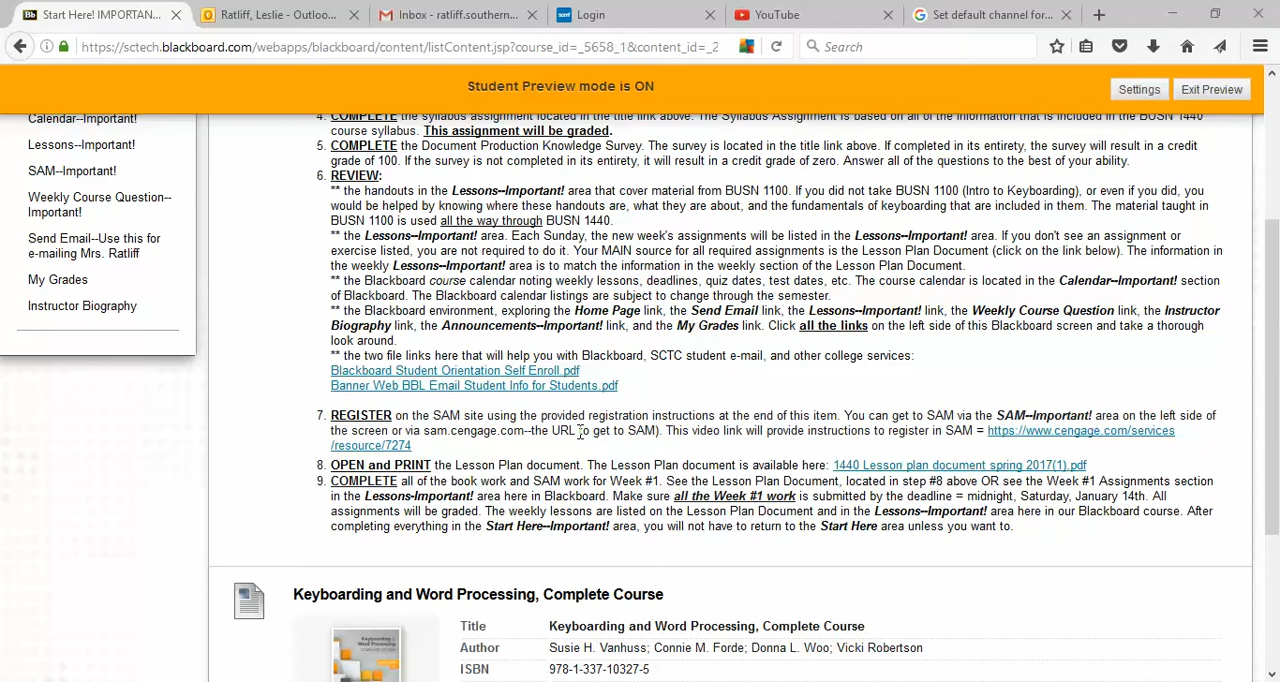 Bb Start Here! IMPORTAN... × Ratliff, Leslie - Outloo... × Inbox - ratliff.southern... × Login × YouTube × Set default channel for... × +
https://sctech.blackboard.com/webapps/blackboard/content/listContent.jsp?course_id=_5658_1&content_id=_2 Search
Student Preview mode is ON
Settings Exit Preview
Calendar--Important!
Lessons--Important!
SAM--Important!
Weekly Course Question--
Important!
Send Email--Use this for
e-mailing Mrs. Ratliff
My Grades
Instructor Biography
4. COMPLETE the syllabus assignment located in the title link above. The Syllabus Assignment is based on all of the information that is included in the BUSN 1440
course syllabus. This assignment will be graded.
5. COMPLETE the Document Production Knowledge Survey. The survey is located in the title link above. If completed in its entirety, the survey will result in a credit
grade of 100. If the survey is not completed in its entirety, it will result in a credit grade of zero. Answer all of the questions to the best of your ability.
6. REVIEW:
** the handouts in the Lessons--Important! area that cover material from BUSN 1100. If you did not take BUSN 1100 (Intro to Keyboarding), or even if you did, you
would be helped by knowing where these handouts are, what they are about, and the fundamentals of keyboarding that are included in them. The material taught in
BUSN 1100 is used all the way through BUSN 1440.
** the Lessons--Important! area. Each Sunday, the new week's assignments will be listed in the Lessons--Important! area. If you don't see an assignment or
exercise listed, you are not required to do it. Your MAIN source for all required assignments is the Lesson Plan Document (click on the link below). The information in
the weekly Lessons--Important! area is to match the information in the weekly section of the Lesson Plan Document.
** the Blackboard course calendar noting weekly lessons, deadlines, quiz dates, test dates, etc. The course calendar is located in the Calendar--Important! section
of Blackboard. The Blackboard calendar listings are subject to change through the semester.
** the Blackboard environment, exploring the Home Page link, the Send Email link, the Lessons--Important! link, the Weekly Course Question link, the Instructor
Biography link, the Announcements--Important! link, and the My Grades link. Click all the links on the left side of this Blackboard screen and take a thorough
look around.
** the two file links here that will help you with Blackboard, SCTC student e-mail, and other college services:
Blackboard Student Orientation Self Enroll.pdf
Banner Web BBL Email Student Info for Students.pdf
7. REGISTER on the SAM site using the provided registration instructions at the end of this item. You can get to SAM via the SAM--Important! area on the left side of
the screen or via sam.cengage.com--the URL to get to SAM). This video link will provide instructions to register in SAM = https://www.cengage.com/services
/resource/7274
8. OPEN and PRINT the Lesson Plan document. The Lesson Plan document is available here: 1440 Lesson plan document spring 2017(1).pdf
9. COMPLETE all of the book work and SAM work for Week #1. See the Lesson Plan Document, located in step #8 above OR see the Week #1 Assignments section
in the Lessons-Important! area here in Blackboard. Make sure all the Week #1 work is submitted by the deadline = midnight, Saturday, January 14th. All
assignments will be graded. The weekly lessons are listed on the Lesson Plan Document and in the Lessons--Important! area here in our Blackboard course. After
completing everything in the Start Here--Important! area, you will not have to return to the Start Here area unless you want to.
Keyboarding and Word Processing, Complete Course
Title Keyboarding and Word Processing, Complete Course
Author Susie H. Vanhuss; Connie M. Forde; Donna L. Woo; Vicki Robertson
ISBN 978-1-337-10327-5